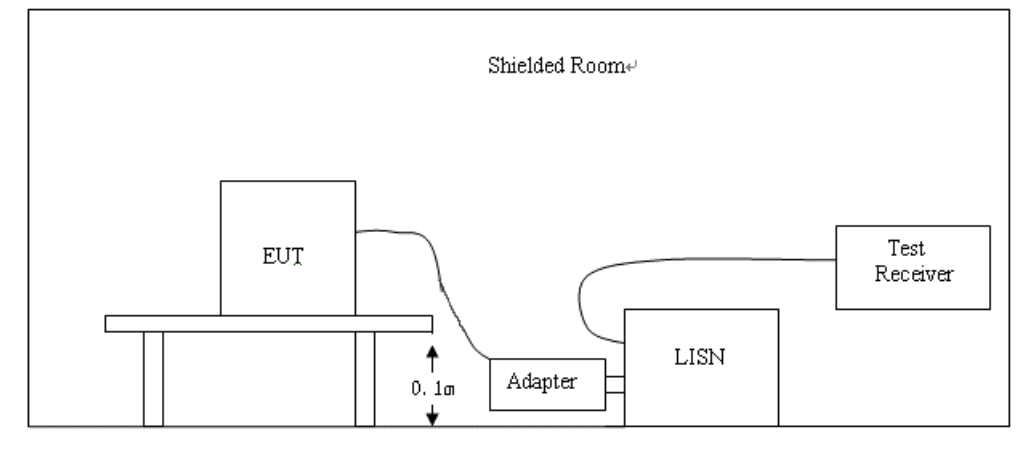 Shielded Room↵
EUT
Test
Receiver
LISN
Adapter
0.1m